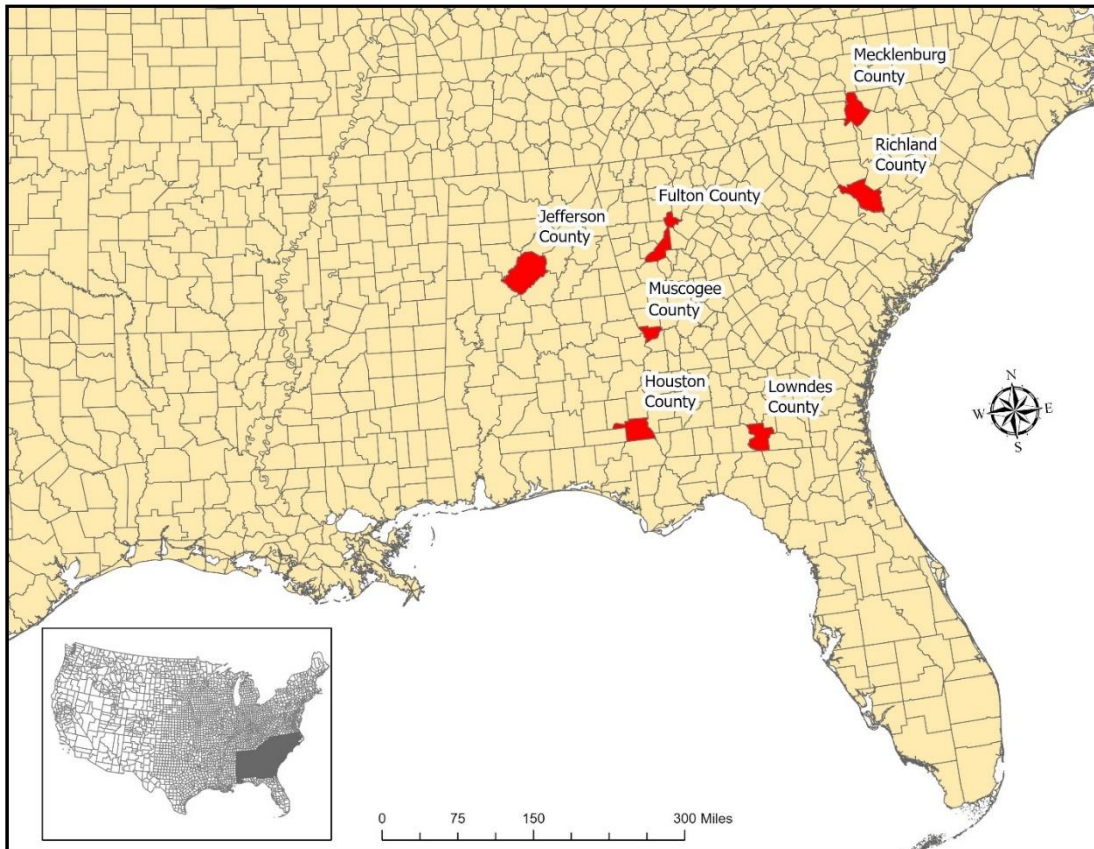 Mecklenburg
County
Richland
County
Fulton County
Jefferson
County
Muscogee
County
Houston
County
Lowndes
County
N
W
E
S
0 75 150 300 Miles